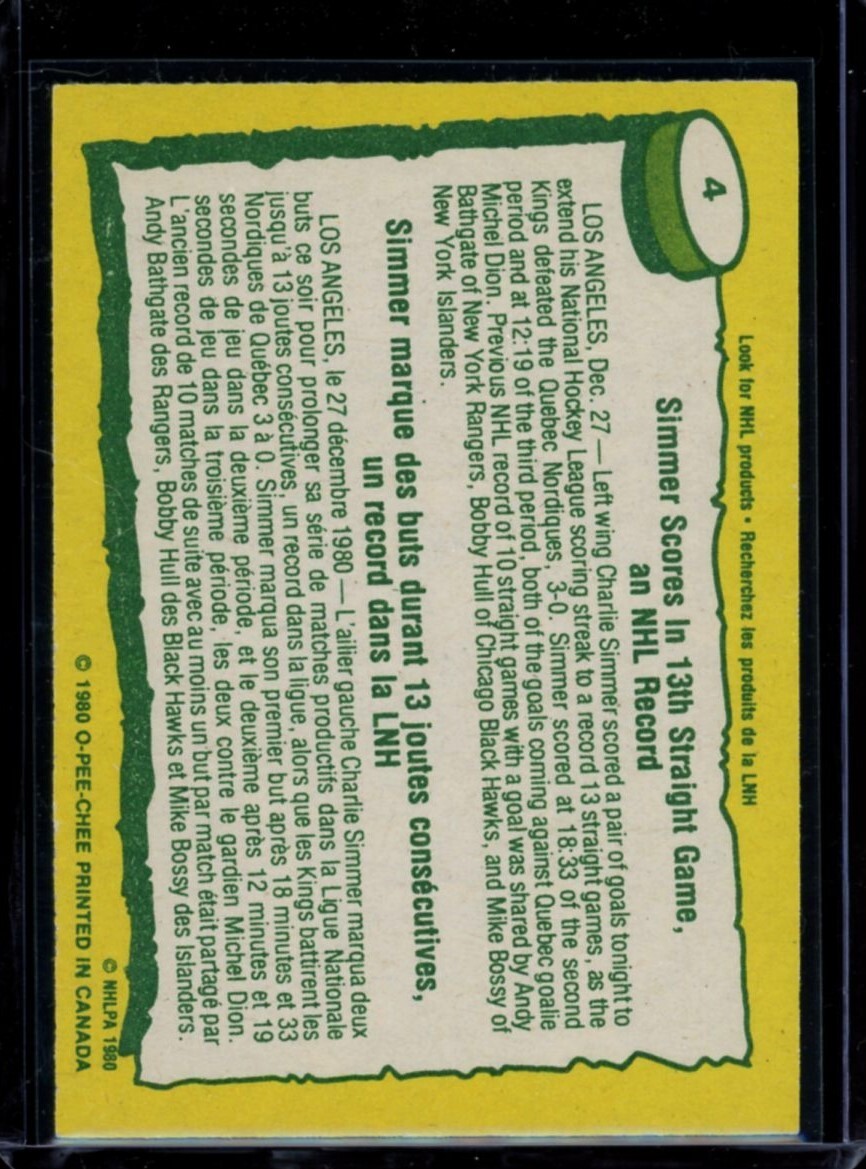 4
Look for NHL products • Recherchez les produits de la LNH
Simmer Scores In 13th Straight Game,
an NHL Record
LOS ANGELES, Dec. 27 — Left wing Charlie Simmer scored a pair of goals tonight to
extend his National Hockey League scoring streak to a record 13 straight games, as the
Kings defeated the Quebec Nordiques, 3-0. Simmer scored at 18:33 of the second
period and at 12:19 of the third period, both of the goals coming against Quebec goalie
Michel Dion. Previous NHL record of 10 straight games with a goal was shared by Andy
Bathgate of New York Rangers, Bobby Hull of Chicago Black Hawks, and Mike Bossy of
New York Islanders.
Simmer marque des buts durant 13 joutes consécutives,
un record dans la LNH
LOS ANGELES, le 27 décembre 1980 — L'ailier gauche Charlie Simmer marqua deux
buts ce soir pour prolonger sa série de matches productifs dans la Ligue Nationale
jusqu'à 13 joutes consécutives, un record dans la ligue, alors que les Kings battirent les
Nordiques de Québec 3 à 0. Simmer marqua son premier but après 18 minutes et 33
secondes de jeu dans la deuxième période, et le deuxième après 12 minutes et 19
secondes de jeu dans la troisième période, les deux contre le gardien Michel Dion.
L'ancien record de 10 matches de suite avec au moins un but par match était partagé par
Andy Bathgate des Rangers, Bobby Hull des Black Hawks et Mike Bossy des Islanders.
© NHLPA 1980
© 1980 O-PEE-CHEE PRINTED IN CANADA